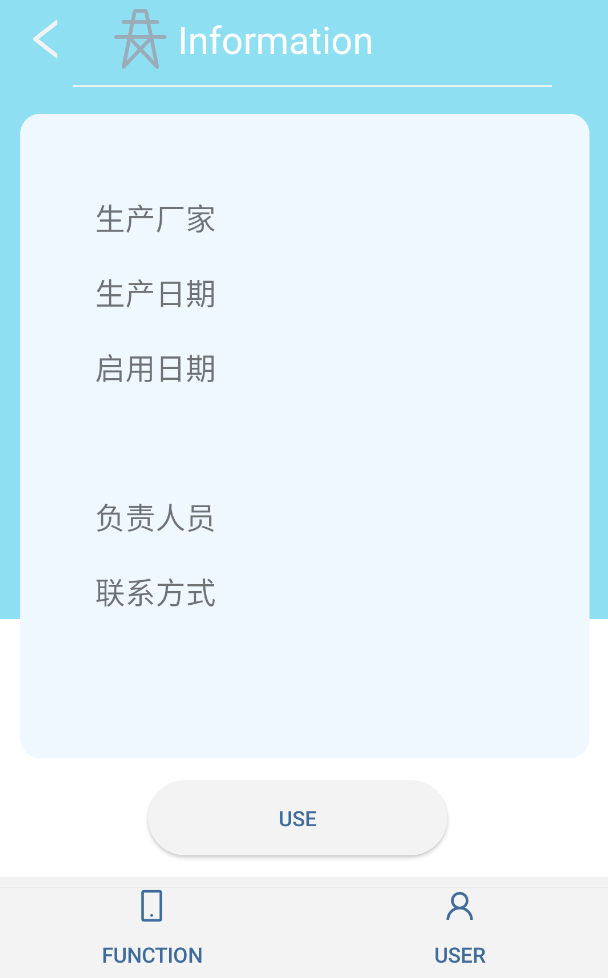 Information
生产厂家
生产日期
启用日期
负责人员
联系方式
USE
FUNCTION
USER